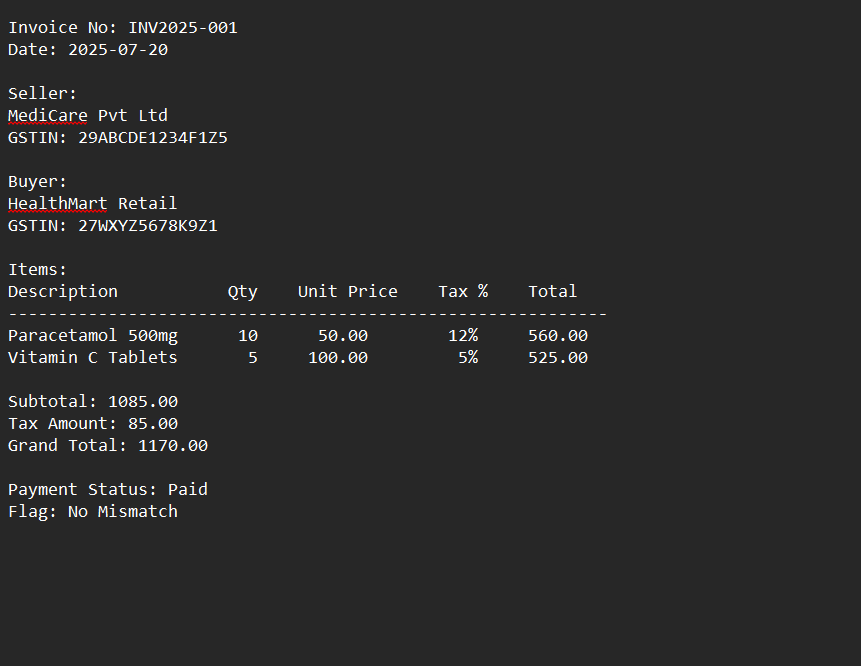 Invoice No: INV2025-001
Date: 2025-07-20
Seller:
MediCare Pvt Ltd
GSTIN: 29ABCDE1234F1Z5
Buyer:
HealthMart Retail
GSTIN: 27WXYZ5678K9Z1
Items:
Description Qty Unit Price Tax % Total
------------------------------------------------------------
Paracetamol 500mg 10 50.00 12% 560.00
Vitamin C Tablets 5 100.00 5% 525.00
Subtotal: 1085.00
Tax Amount: 85.00
Grand Total: 1170.00
Payment Status: Paid
Flag: No Mismatch